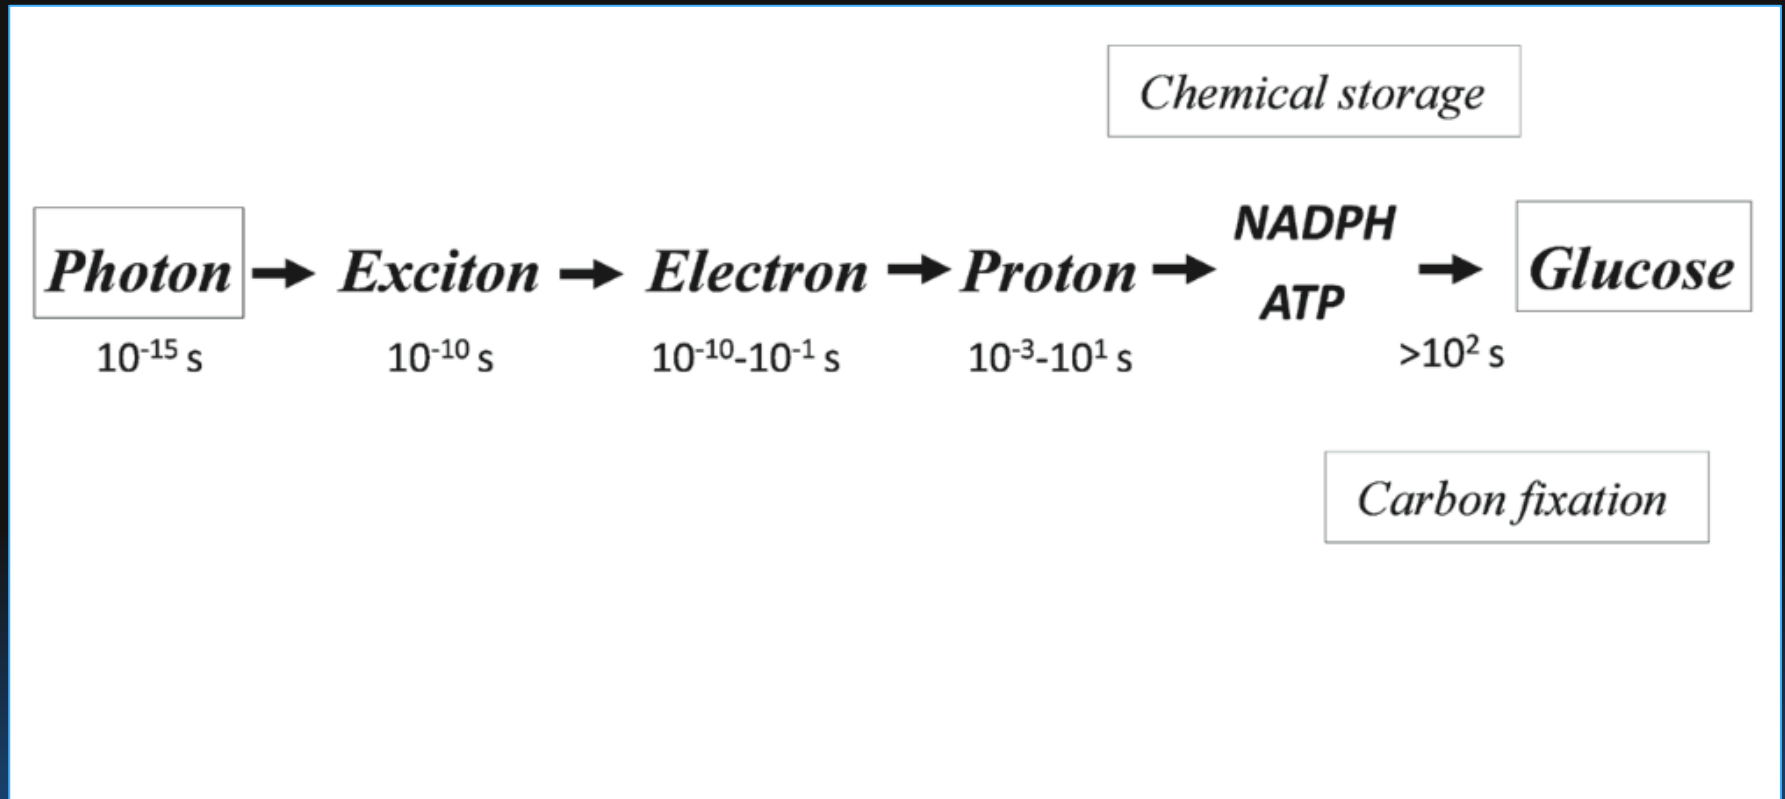 Chemical storage
NADPH
Photon → Exciton → Electron → Proton → → Glucose
ATP
10⁻¹⁵ s 10⁻¹⁰ s 10⁻¹⁰-10⁻¹ s 10⁻³-10¹ s >10² s
Carbon fixation